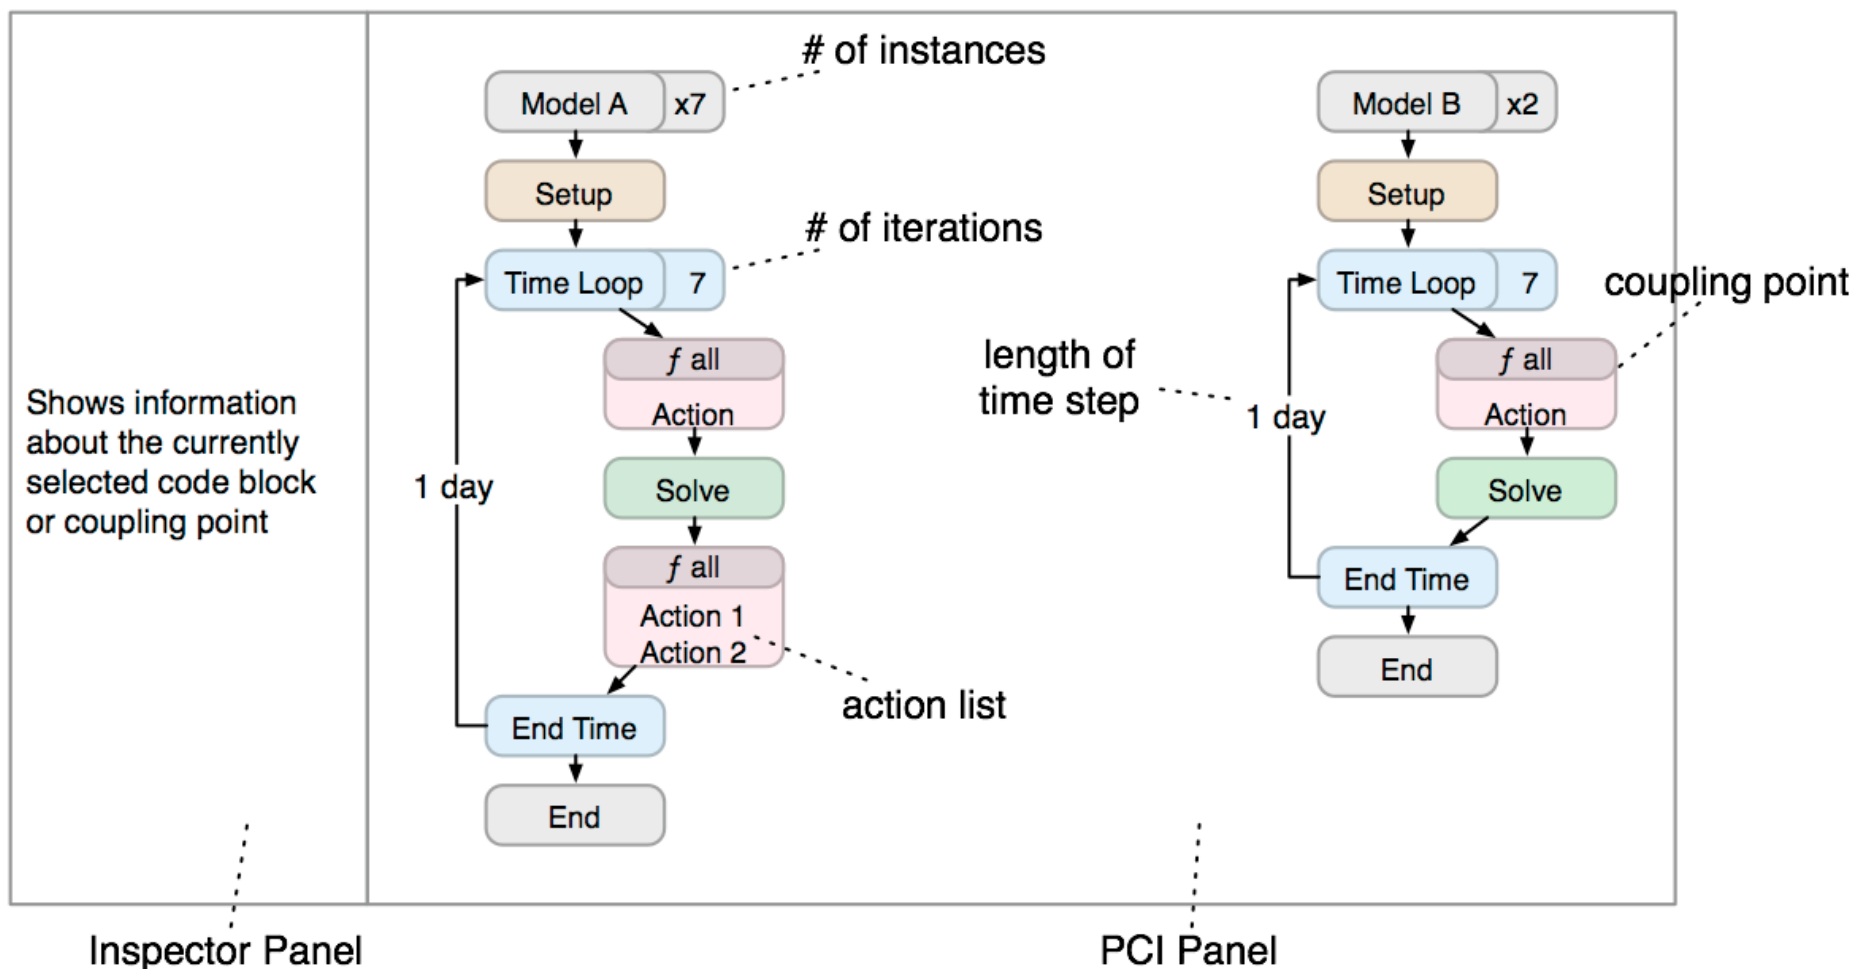 # of instances
Model A x7
Setup
# of iterations
Time Loop 7
ƒ all
Action
1 day
Solve
ƒ all
Action 1
Action 2
action list
End Time
End
Model B x2
Setup
Time Loop 7
coupling point
ƒ all
length of
time step
1 day
Action
Solve
End Time
End
Shows information
about the currently
selected code block
or coupling point
Inspector Panel
PCI Panel